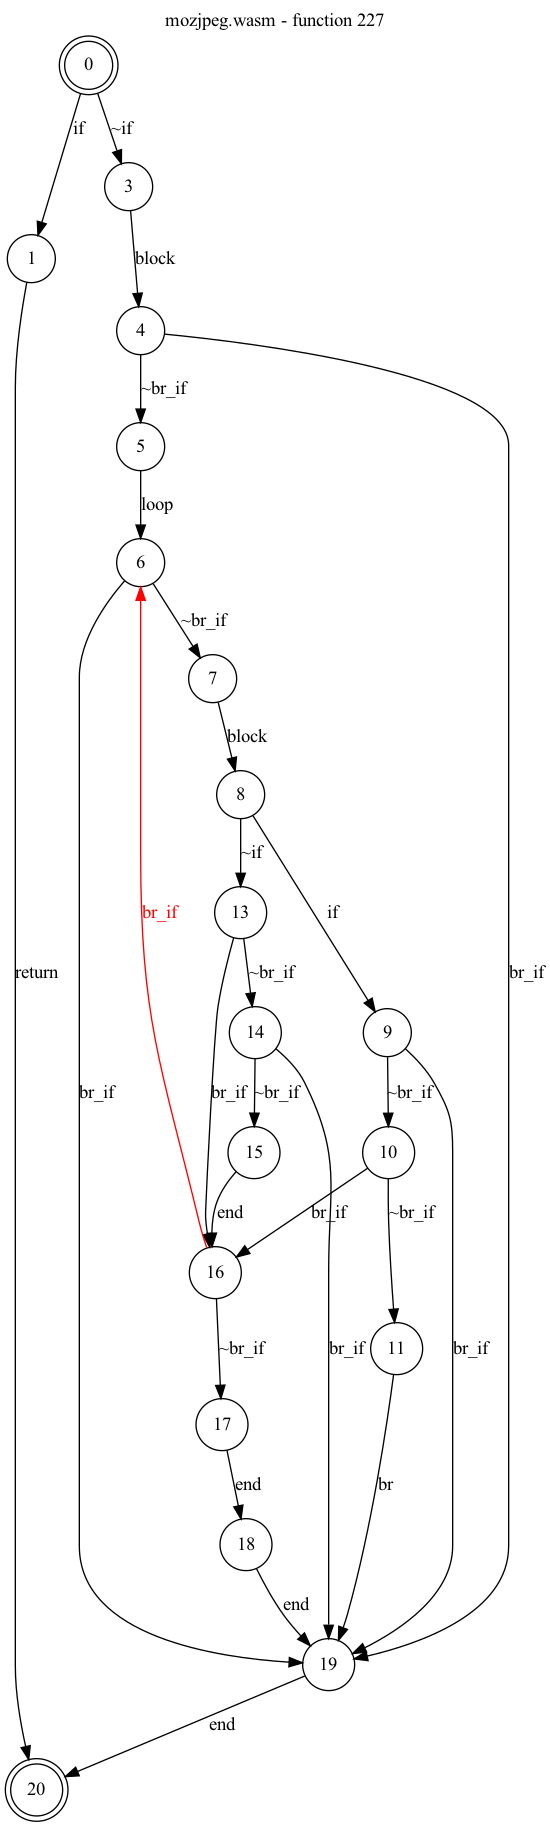 mozjpeg.wasm - function 227
0
if
~if
3
1
block
4
~br_if
5
loop
6
~br_if
7
block
8
~if
if
br_if
13
return
~br_if
br_if
14
9
br_if
br_if
~br_if
~br_if
br_if
15
10
end
br_if
~br_if
16
~br_if
br_if
11
br_if
17
end
br
18
end
19
end
20